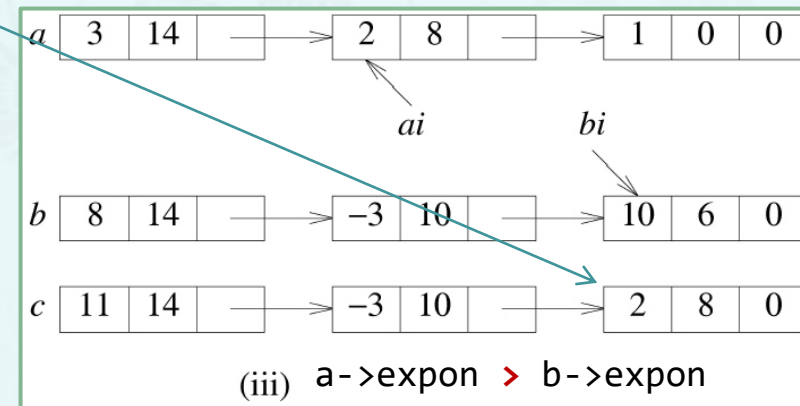 a 3 14 2 8 1 0 0
ai bi
b 8 14 −3 10 10 6 0
c 11 14 −3 10 2 8 0
(iii) a->expon > b->expon